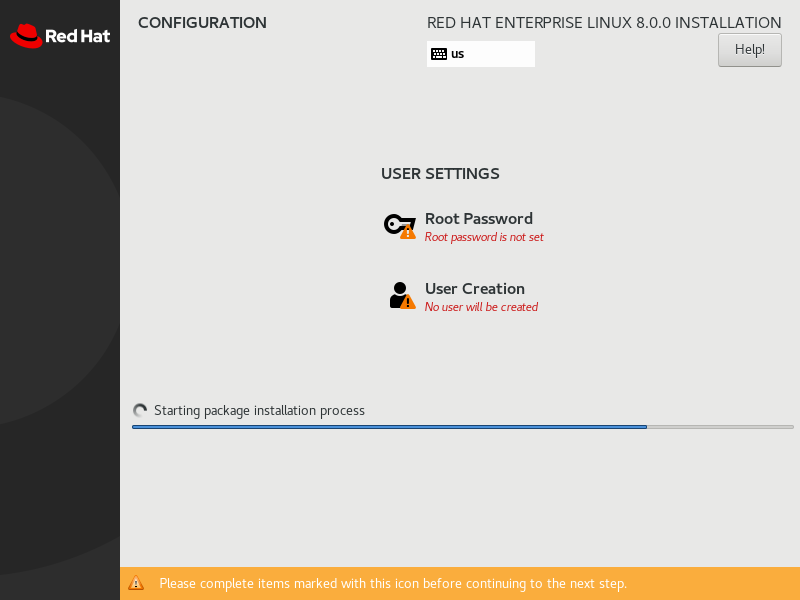 Red Hat
CONFIGURATION
RED HAT ENTERPRISE LINUX 8.0.0 INSTALLATION
us
Help!
USER SETTINGS
Root Password
Root password is not set
User Creation
No user will be created
Starting package installation process
Please complete items marked with this icon before continuing to the next step.